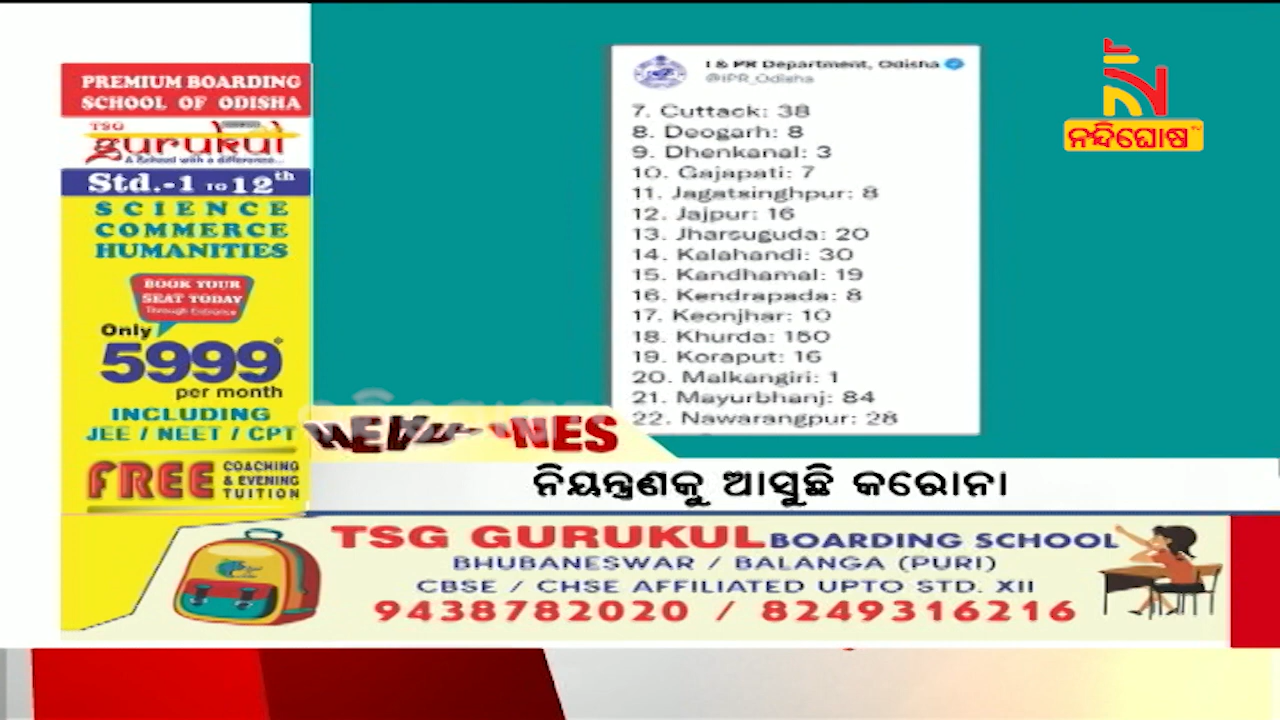 PREMIUM BOARDING
SCHOOL OF ODISHA
TSG
gurukul
A School with a difference...
Std.-1 TO 12th
SCIENCE
COMMERCE
HUMANITIES
BOOK YOUR
SEAT TODAY
Through Entrance
Only
5999
per month
INCLUDING
JEE / NEET / CPT
FREE
COACHING
& EVENING
TUITION
I & PR Department, Odisha
@IPR_Odisha
7. Cuttack: 38
8. Deogarh: 8
9. Dhenkanal: 3
10. Gajapati: 7
11. Jagatsinghpur: 8
12. Jajpur: 16
13. Jharsuguda: 20
14. Kalahandi: 30
15. Kandhamal: 19
16. Kendrapada: 8
17. Keonjhar: 10
18. Khurda: 150
19. Koraput: 16
20. Malkangiri: 1
21. Mayurbhanj: 84
22. Nawarangpur: 28
ନନ୍ଦିଘୋଷ
ନିୟନ୍ତ୍ରଣକୁ ଆସୁଛି କରୋନା
TSG GURUKUL BOARDING SCHOOL
BHUBANESWAR / BALANGA (PURI)
CBSE / CHSE AFFILIATED UPTO STD. XII
9438782020 / 8249316216